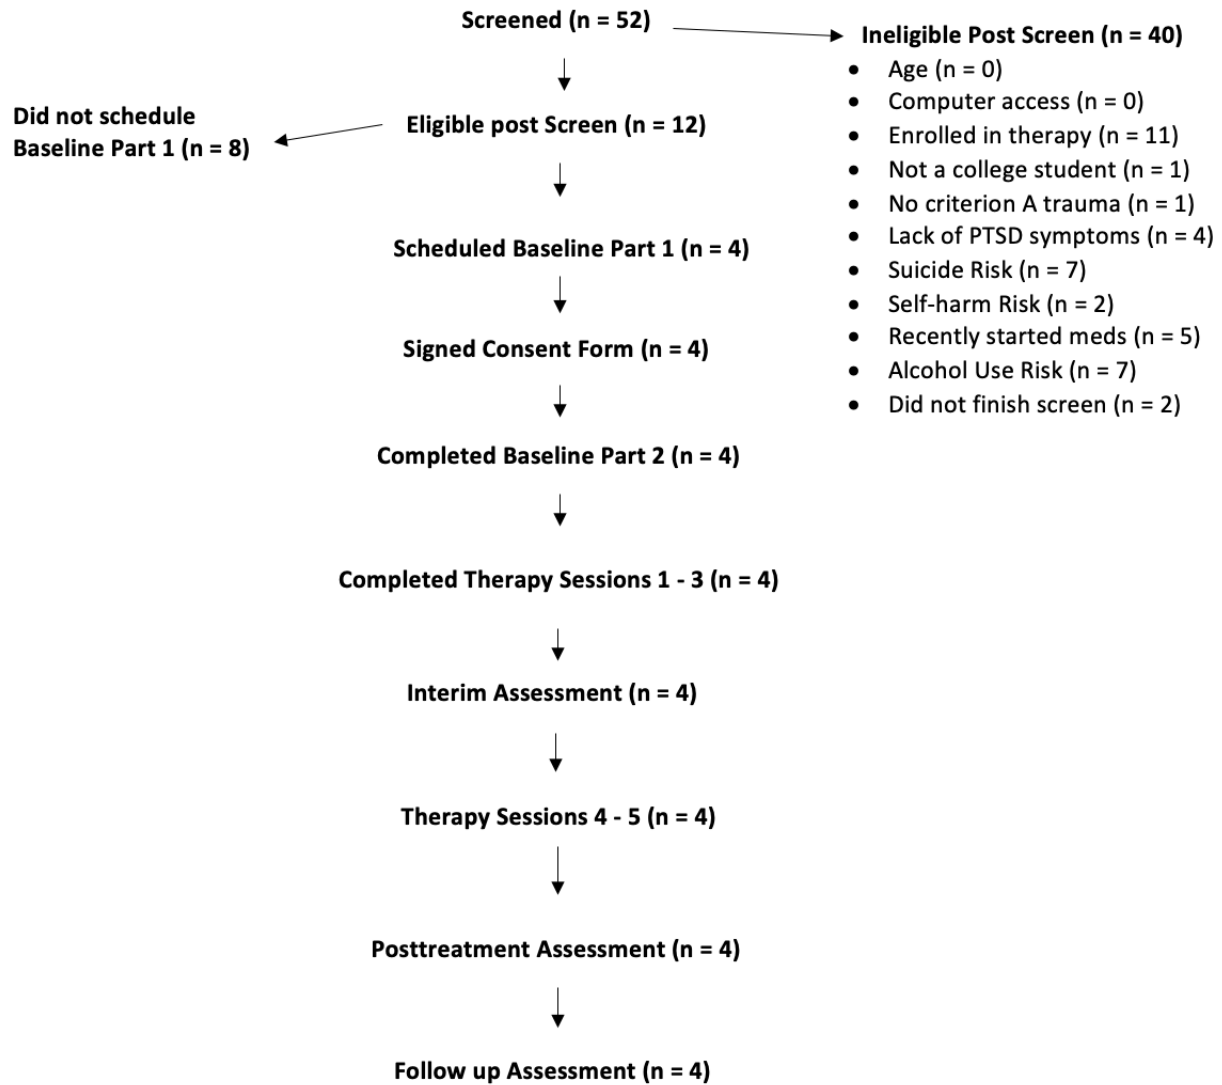 Screened (n = 52)
Ineligible Post Screen (n = 40)
• Age (n = 0)
• Computer access (n = 0)
• Enrolled in therapy (n = 11)
• Not a college student (n = 1)
• No criterion A trauma (n = 1)
• Lack of PTSD symptoms (n = 4)
• Suicide Risk (n = 7)
• Self-harm Risk (n = 2)
• Recently started meds (n = 5)
• Alcohol Use Risk (n = 7)
• Did not finish screen (n = 2)
Eligible post Screen (n = 12)
Did not schedule
Baseline Part 1 (n = 8)
Scheduled Baseline Part 1 (n = 4)
Signed Consent Form (n = 4)
Completed Baseline Part 2 (n = 4)
Completed Therapy Sessions 1 - 3 (n = 4)
Interim Assessment (n = 4)
Therapy Sessions 4 - 5 (n = 4)
Posttreatment Assessment (n = 4)
Follow up Assessment (n = 4)